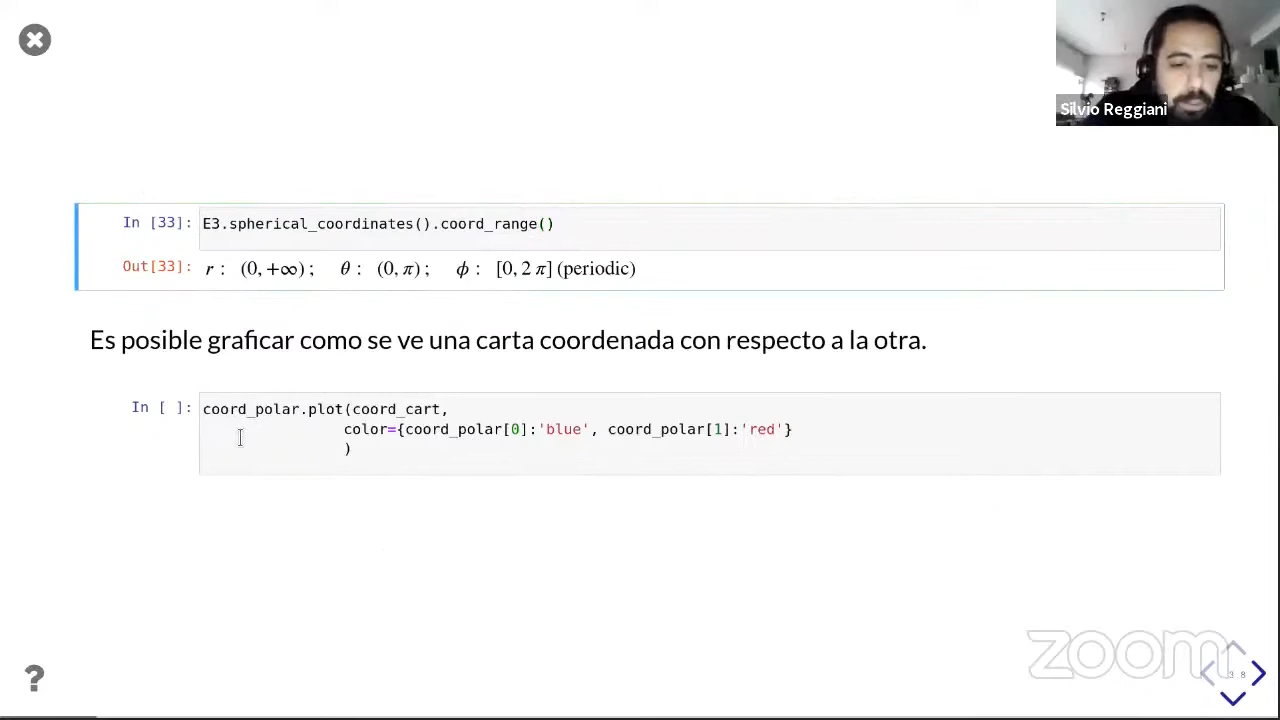 Silvio Reggiani
In [33]:
E3.spherical_coordinates().coord_range()
Out[33]:
r : (0, +∞) ; θ : (0, π) ; ϕ : [0, 2 π] (periodic)
Es posible graficar como se ve una carta coordenada con respecto a la otra.
In [ ]:
coord_polar.plot(coord_cart,
color={coord_polar[0]:'blue', coord_polar[1]:'red'}
)
zoom
?